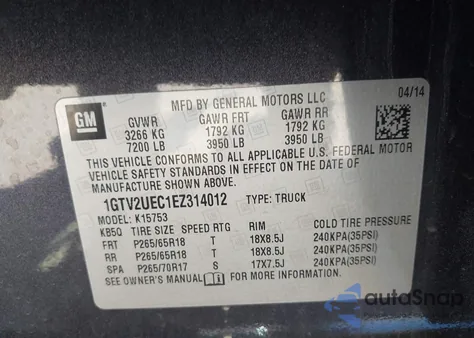 MFD BY GENERAL MOTORS LLC
04/14
GM
GVWR GAWR FRT GAWR RR
3266 KG 1792 KG 1792 KG
7200 LB 3950 LB 3950 LB
THIS VEHICLE CONFORMS TO ALL APPLICABLE U.S. FEDERAL MOTOR
VEHICLE SAFETY AND THEFT PREVENTION STANDARDS IN EFFECT
ON THE DATE OF MANUFACTURE SHOWN ABOVE.
1GTV2UEC1EZ314012 TYPE: TRUCK
MODEL: K15753
KB5Q TIRE SIZE SPEED RTG RIM COLD TIRE PRESSURE
FRT P265/65R18 T 18X8.5J 240KPA(35PSI)
RR P265/65R18 T 18X8.5J 240KPA(35PSI)
SPA P265/70R17 S 17X7.5J 240KPA(35PSI)
SEE OWNER'S MANUAL FOR MORE INFORMATION.
autoSnap